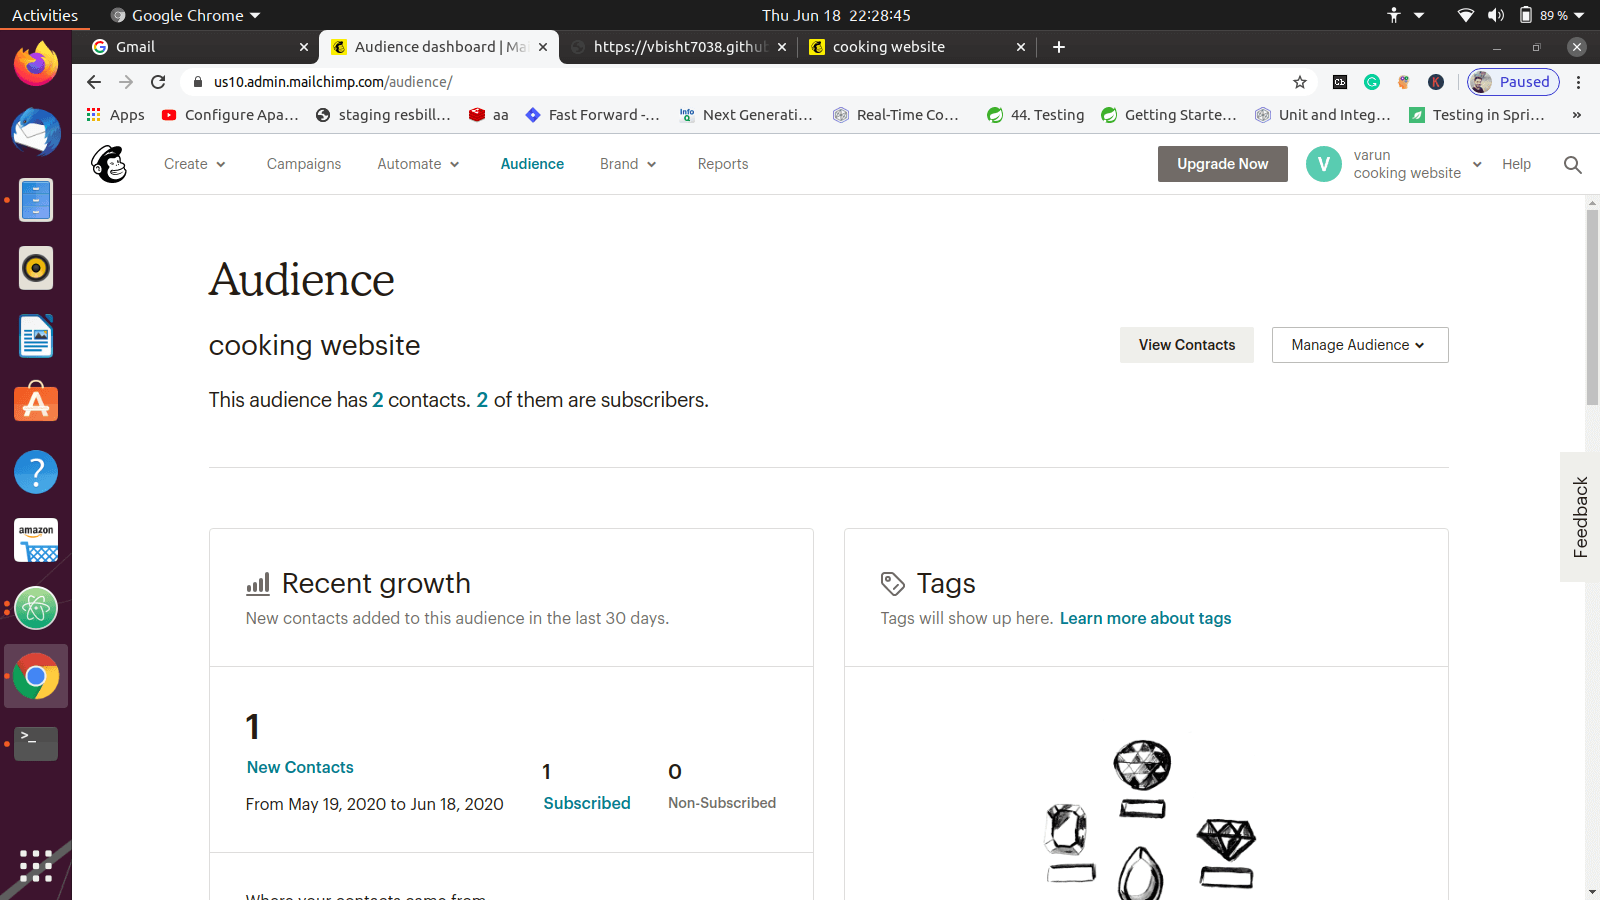 Activities Google Chrome Thu Jun 18 22:28:45 89 %
Gmail Audience dashboard | Ma https://vbisht7038.githu cooking website
us10.admin.mailchimp.com/audience/ Paused
Apps Configure Apa... staging resbill... aa Fast Forward -... Next Generati... Real-Time Co... 44. Testing Getting Starte... Unit and Integ... Testing in Spri... »
Create Campaigns Automate Audience Brand Reports Upgrade Now V varun
cooking website Help
Audience
cooking website View Contacts Manage Audience
This audience has 2 contacts. 2 of them are subscribers.
Feedback
Recent growth
New contacts added to this audience in the last 30 days.
Tags
Tags will show up here. Learn more about tags
1
New Contacts
From May 19, 2020 to Jun 18, 2020
1
Subscribed
0
Non-Subscribed
Where your contacts came from
amazon